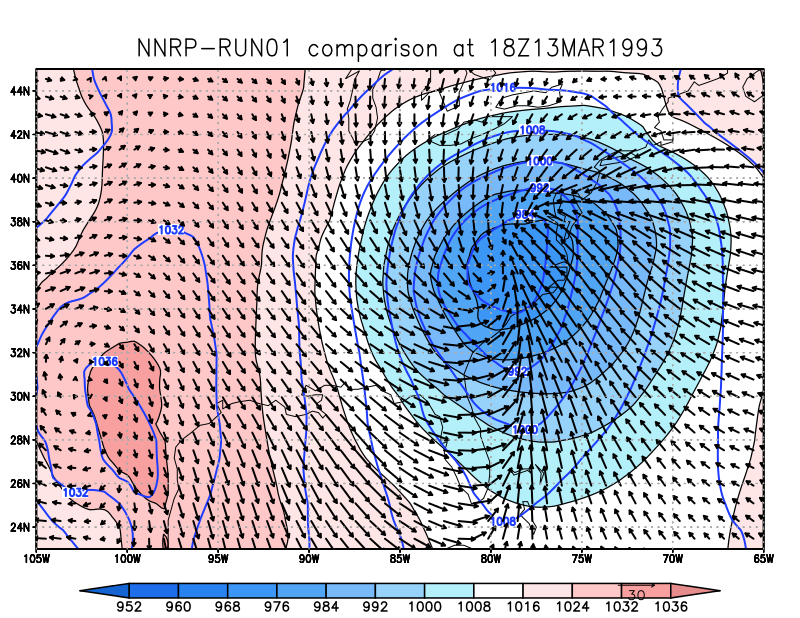 NNRP-RUN01 comparison at 18Z13MAR1993
44N
1016
42N
1008
1000
40N
992
38N
984
1032
36N
34N
32N
1036
30N
992
28N
1000
26N
1032
24N
1008
105W 100W 95W 90W 85W 80W 75W 70W 65W
30
952 960 968 976 984 992 1000 1008 1016 1024 1032 1036